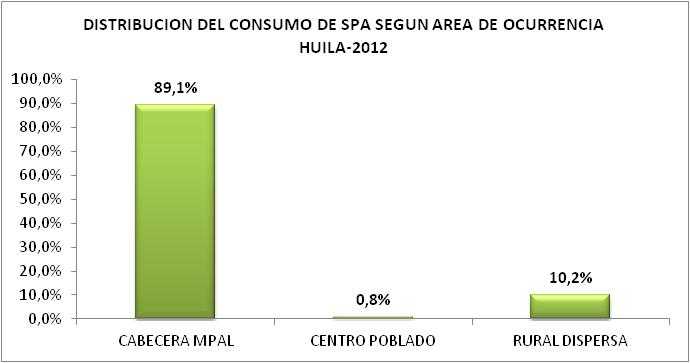 DISTRIBUCION DEL CONSUMO DE SPA SEGUN AREA DE OCURRENCIA
HUILA-2012
100,0%
90,0%
80,0%
70,0%
60,0%
50,0%
40,0%
30,0%
20,0%
10,0%
0,0%
89,1%
0,8%
10,2%
CABECERA MPAL
CENTRO POBLADO
RURAL DISPERSA